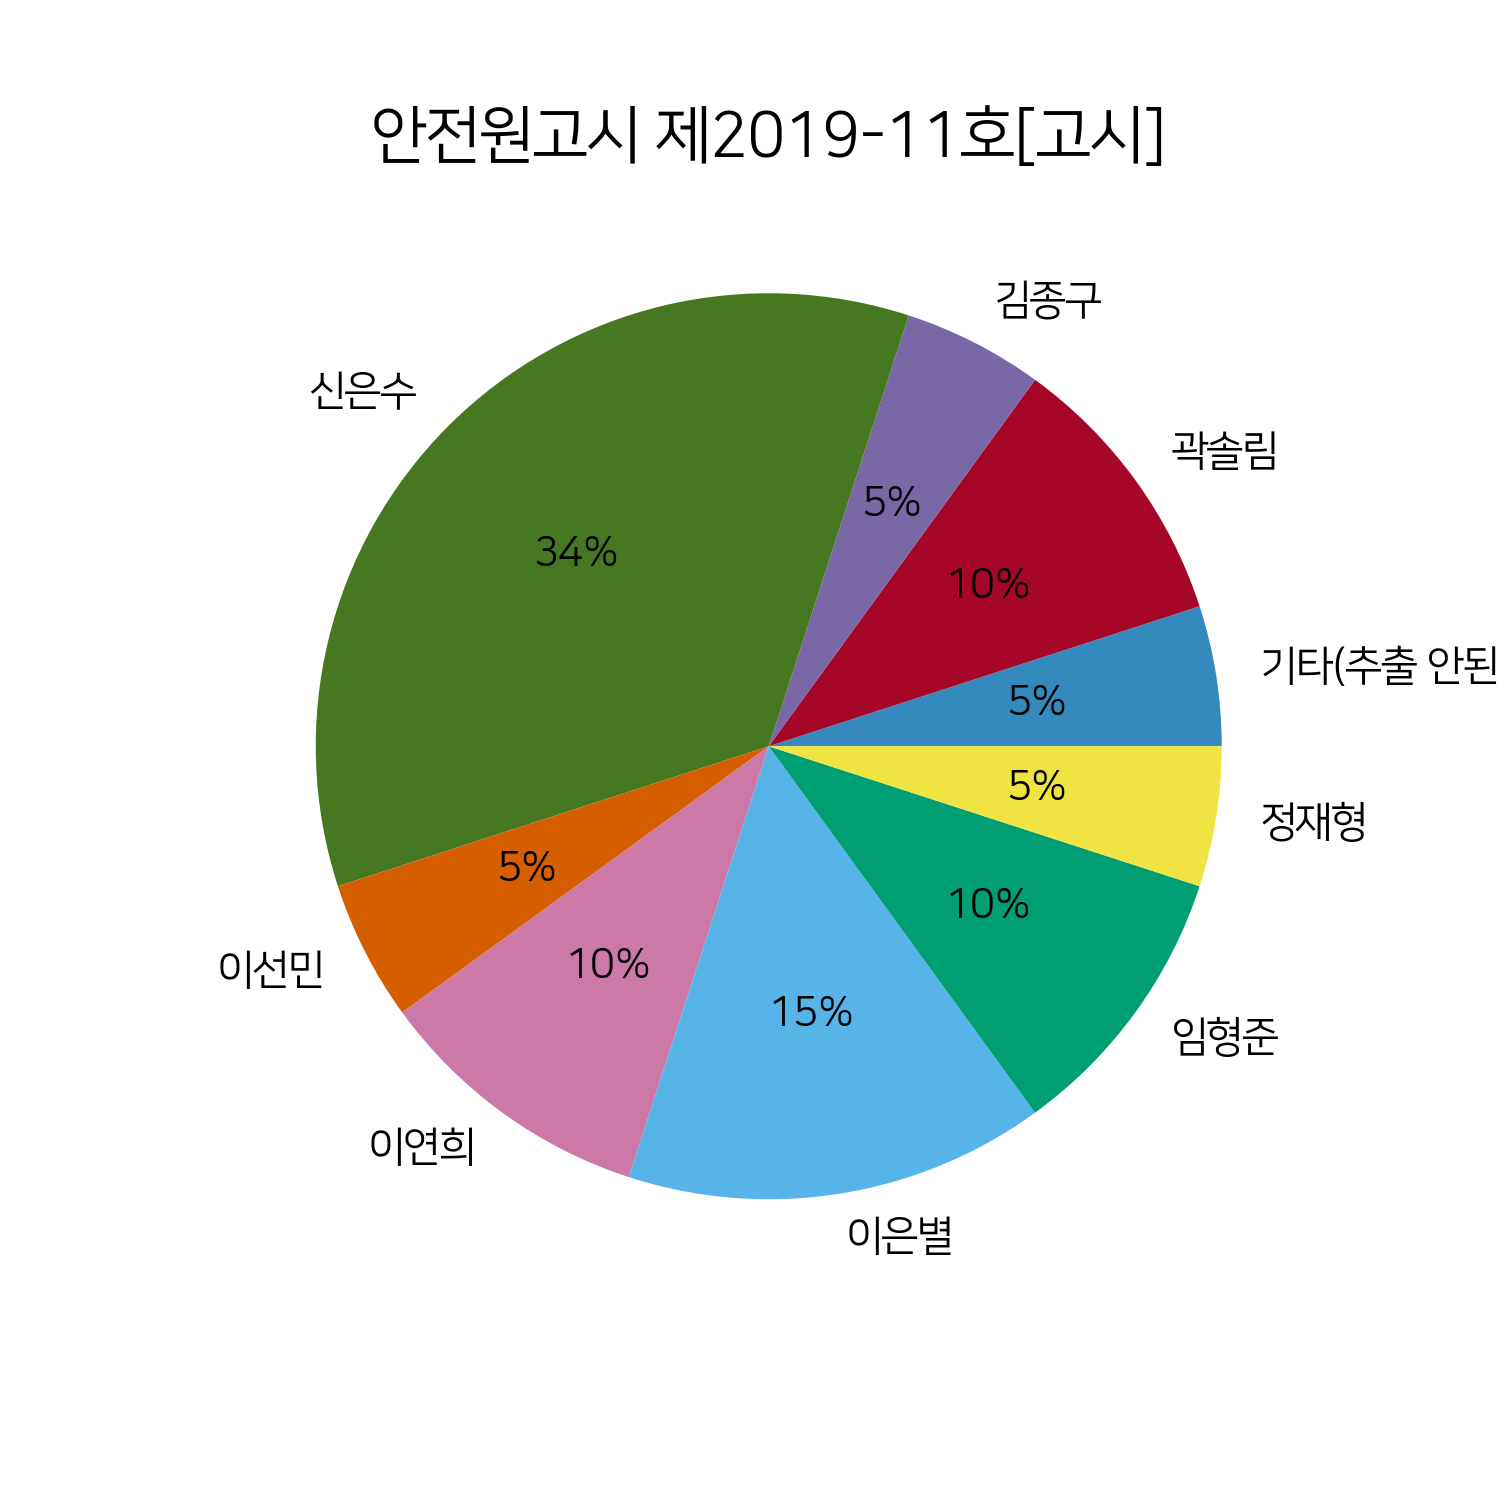 안전원고시 제2019-11호[고시]
김종구
신은수
곽솔림
5%
34%
10%
기타(추출 안된
5%
5%
정재형
5%
10%
이선민
10%
15%
임형준
이연희
이은별